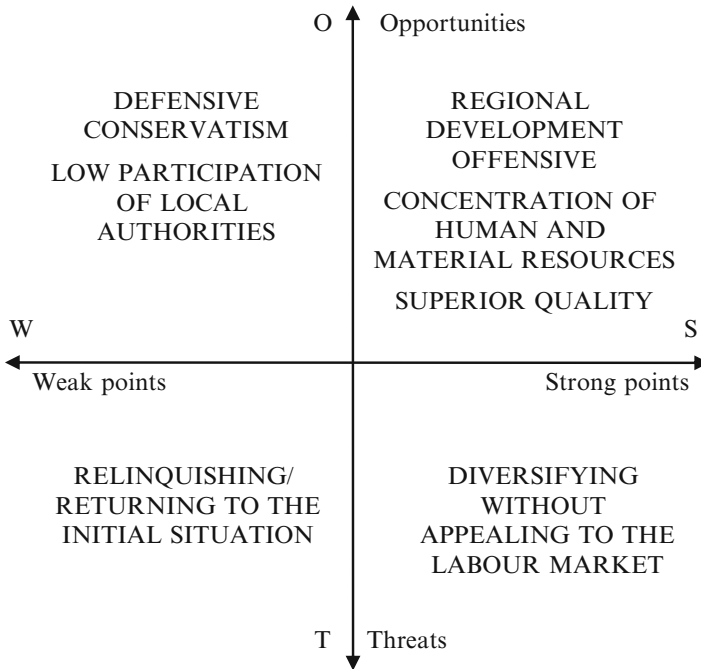 O Opportunities
DEFENSIVE
CONSERVATISM
LOW PARTICIPATION
OF LOCAL
AUTHORITIES
REGIONAL
DEVELOPMENT
OFFENSIVE
CONCENTRATION OF
HUMAN AND
MATERIAL RESOURCES
SUPERIOR QUALITY
W
S
Weak points
Strong points
RELINQUISHING/
RETURNING TO THE
INITIAL SITUATION
DIVERSIFYING
WITHOUT
APPEALING TO THE
LABOUR MARKET
T Threats